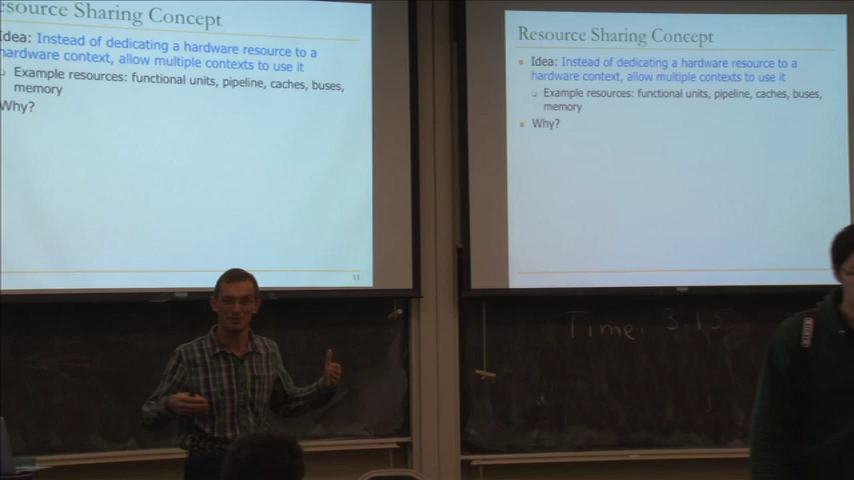 esource Sharing Concept
Idea: Instead of dedicating a hardware resource to a
hardware context, allow multiple contexts to use it
Example resources: functional units, pipeline, caches, buses,
memory
Why?
11
Resource Sharing Concept
Idea: Instead of dedicating a hardware resource to a
hardware context, allow multiple contexts to use it
Example resources: functional units, pipeline, caches, buses,
memory
Why?
Time: 3.15